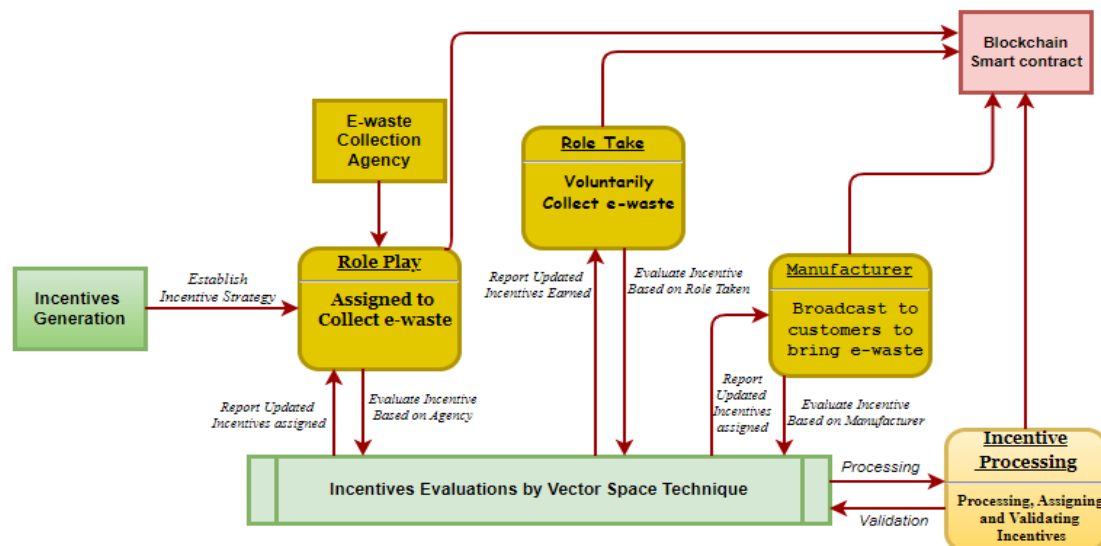 Blockchain
Smart contract
E-waste
Collection
Agency
Role Take
Voluntarily
Collect e-waste
Role Play
Assigned to
Collect e-waste
Establish
Incentive Strategy
Incentives
Generation
Report Updated
Incentives Earned
Evaluate Incentive
Based on Role Taken
Manufacturer
Broadcast to
customers to
bring e-waste
Report Updated
Incentives assigned
Evaluate Incentive
Based on Agency
Report
Updated
Incentives
assigned
Evaluate Incentive
Based on Manufacturer
Incentives Evaluations by Vector Space Technique
Processing
Validation
Incentive
Processing
Processing, Assigning
and Validating
Incentives